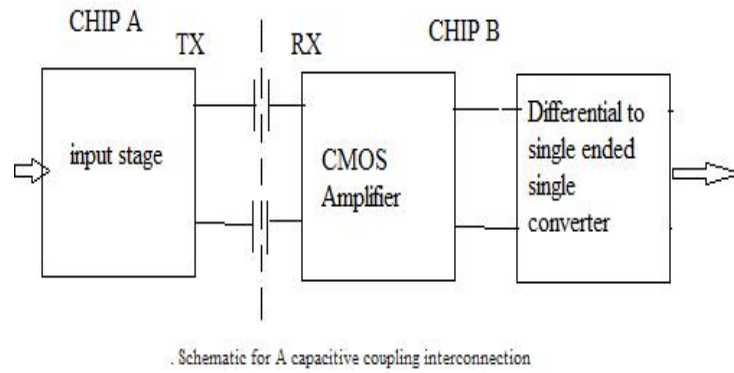 CHIP A
TX
RX
CHIP B
input stage
CMOS
Amplifier
Differential to
single ended
single
converter
. Schematic for A capacitive coupling interconnection